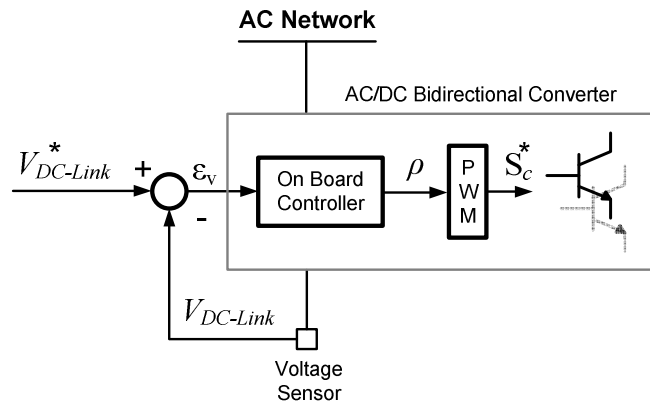 AC Network
AC/DC Bidirectional Converter
V*DC-Link
+
εv
-
On Board
Controller
ρ
P
W
M
S*c
VDC-Link
Voltage
Sensor